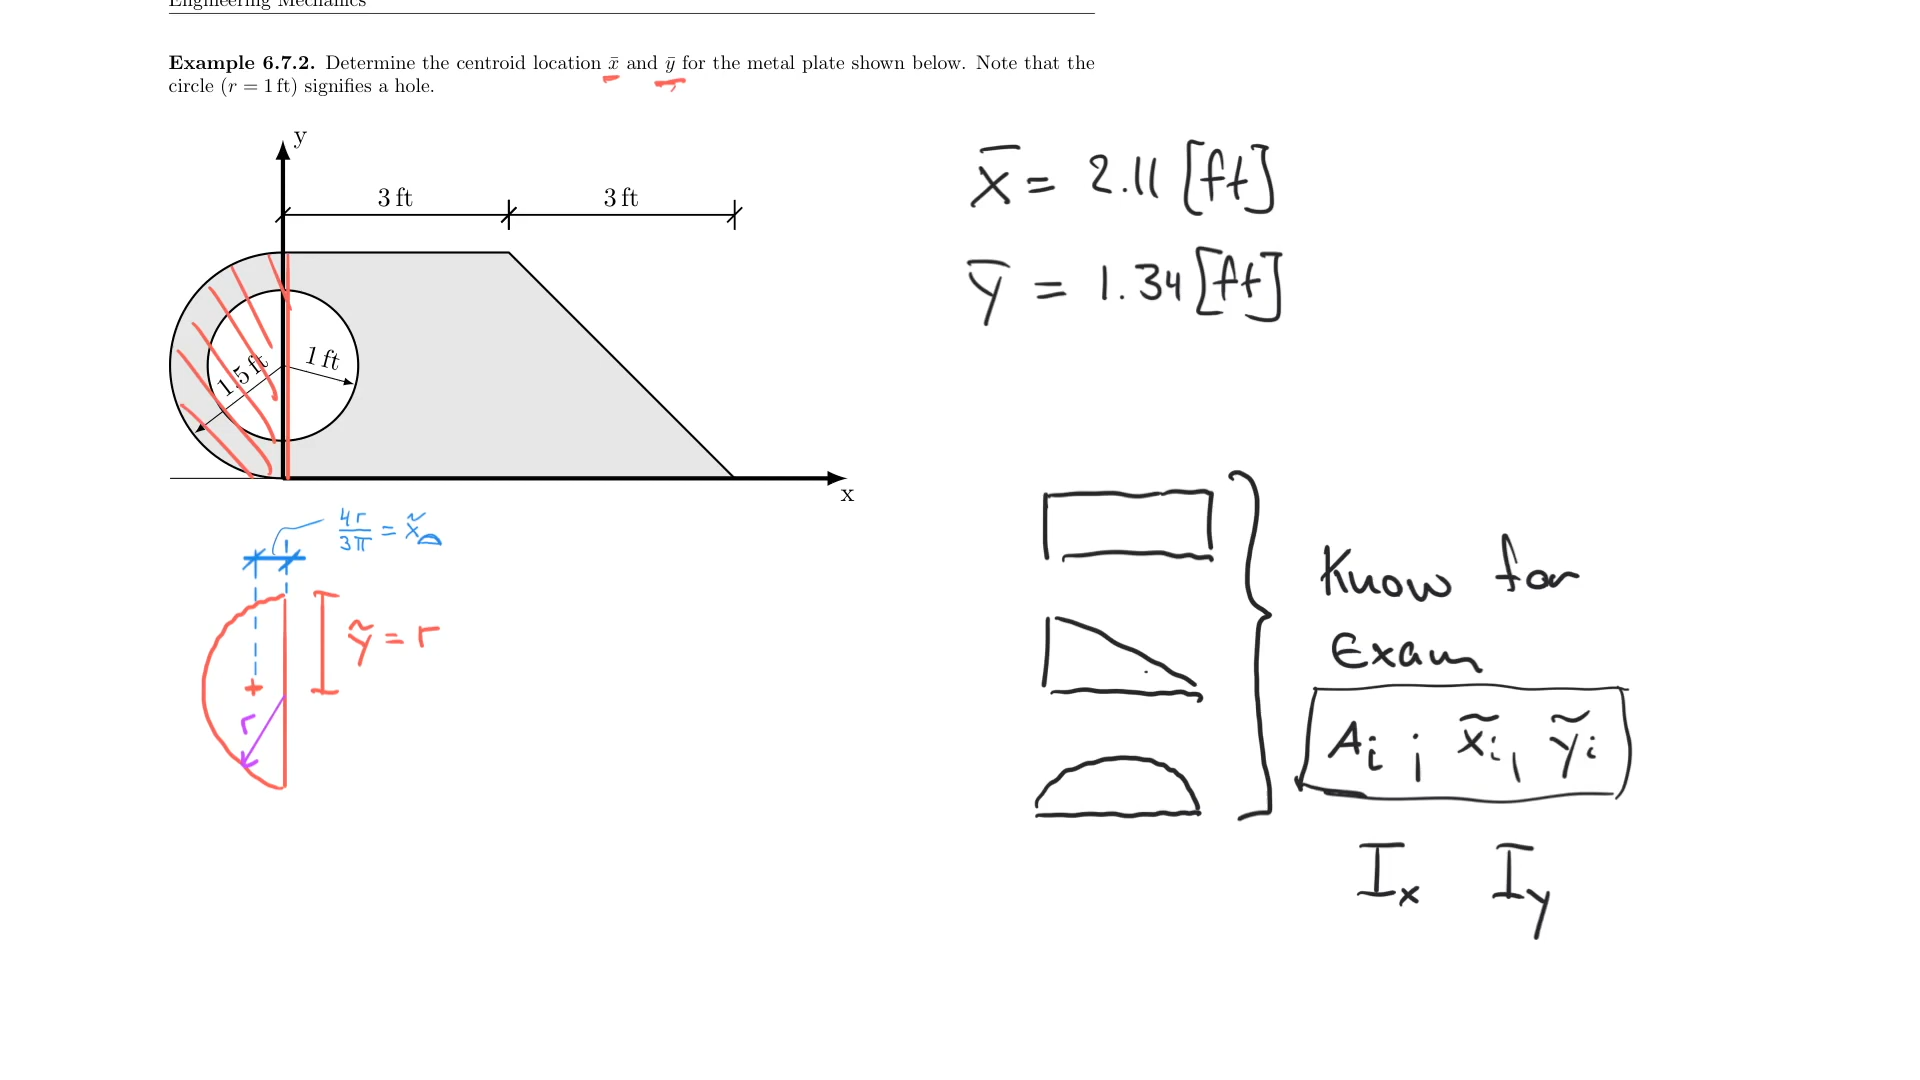 Engineering Mechanics
Example 6.7.2. Determine the centroid location x̄ and ȳ for the metal plate shown below. Note that the
circle (r = 1 ft) signifies a hole.
y
3 ft
3 ft
1.5 ft
1 ft
x
4r/3π = x̃
ỹ = r
r
X̄ = 2.11 [ft]
Ȳ = 1.34 [ft]
Know for
Exam
Aᵢ ; x̃ᵢ, ỹᵢ
Iₓ I_y